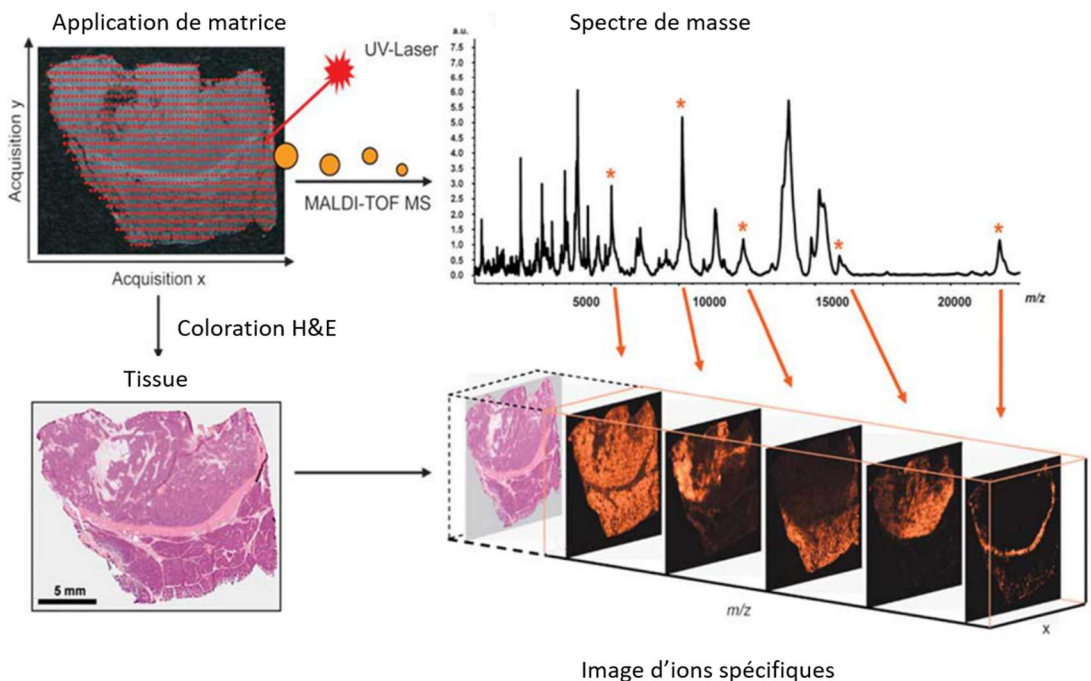 Application de matrice
Spectre de masse
UV-Laser
Acquisition y
MALDI-TOF MS
Acquisition x
a.u.
7.5
7.0
6.5
6.0
5.5
5.0
4.5
4.0
3.5
3.0
2.5
2.0
1.5
1.0
0.5
0.0
* * * * *
5000 10000 15000 20000 m/z
Coloration H&E
Tissue
5 mm
m/z
x
Image d’ions spécifiques